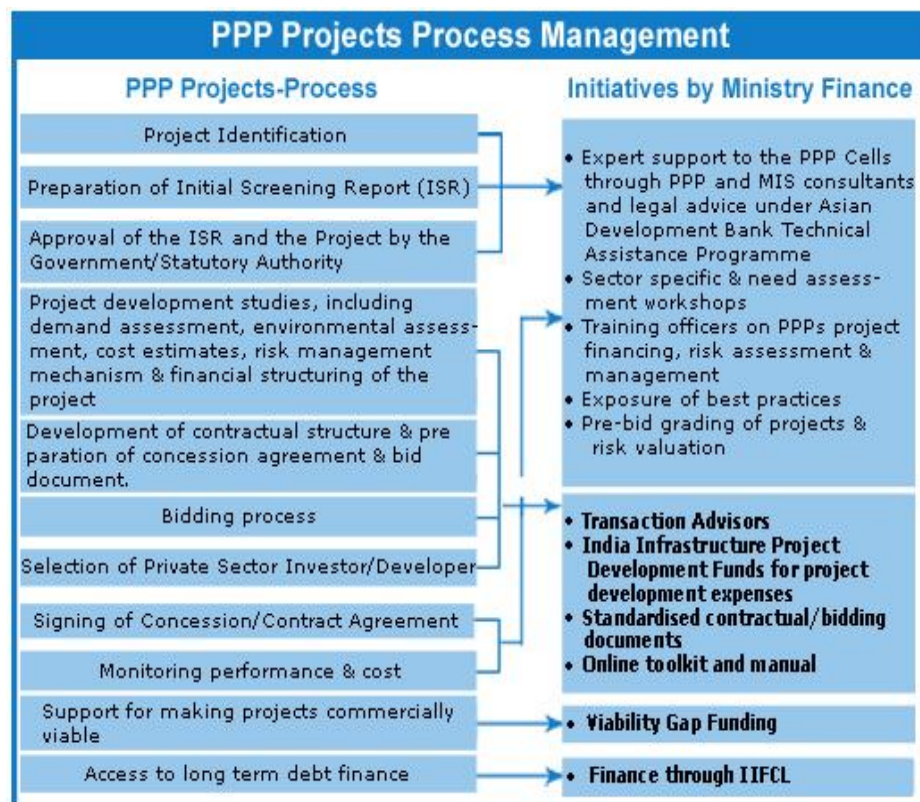 PPP Projects Process Management
PPP Projects-Process
Project Identification
Preparation of Initial Screening Report (ISR)
Approval of the ISR and the Project by the
Government/Statutory Authority
Project development studies, including
demand assessment, environmental assess-
ment, cost estimates, risk management
mechanism & financial structuring of the
project
Development of contractual structure & pre
paration of concession agreement & bid
document.
Bidding process
Selection of Private Sector Investor/Developer
Signing of Concession/Contract Agreement
Monitoring performance & cost
Support for making projects commercially
viable
Access to long term debt finance
Initiatives by Ministry Finance
• Expert support to the PPP Cells
through PPP and MIS consultants
and legal advice under Asian
Development Bank Technical
Assistance Programme
• Sector specific & need assess-
ment workshops
• Training officers on PPPs project
financing, risk assessment &
management
• Exposure of best practices
• Pre-bid grading of projects &
risk valuation
• Transaction Advisors
• India Infrastructure Project
Development Funds for project
development expenses
• Standardised contractual/bidding
documents
• Online toolkit and manual
• Viability Gap Funding
• Finance through IIFCL